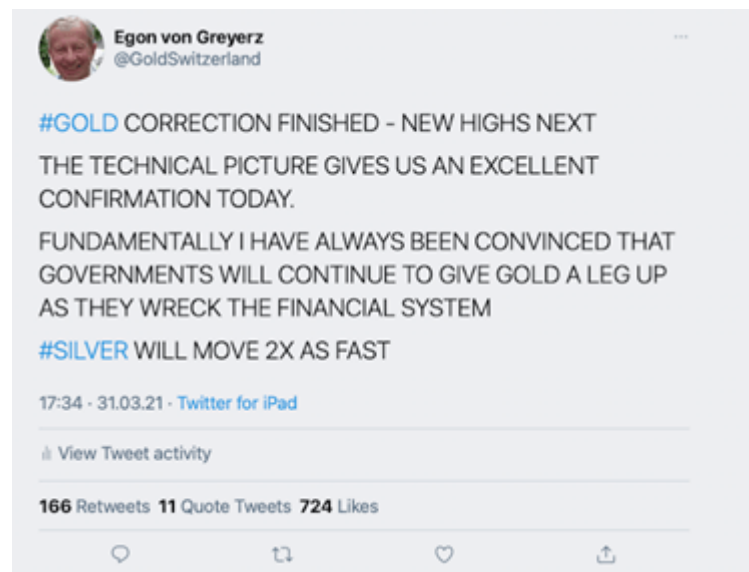 Egon von Greyerz
@GoldSwitzerland
#GOLD CORRECTION FINISHED - NEW HIGHS NEXT
THE TECHNICAL PICTURE GIVES US AN EXCELLENT
CONFIRMATION TODAY.
FUNDAMENTALLY I HAVE ALWAYS BEEN CONVINCED THAT
GOVERNMENTS WILL CONTINUE TO GIVE GOLD A LEG UP
AS THEY WRECK THE FINANCIAL SYSTEM
#SILVER WILL MOVE 2X AS FAST
17:34 · 31.03.21 · Twitter for iPad
View Tweet activity
166 Retweets 11 Quote Tweets 724 Likes